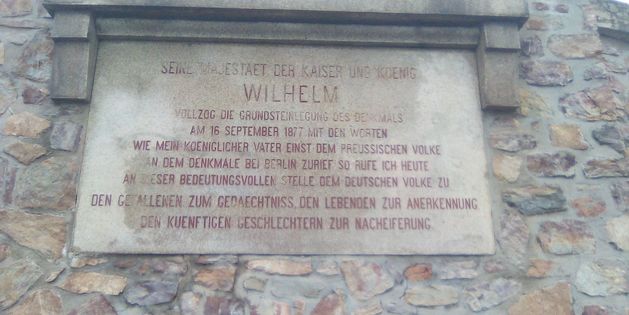 SEINE MAJESTAET DER KAISER UND KOENIG
WILHELM
VOLLZOG DIE GRUNDSTEINLEGUNG DES DENKMALS
AM 16 SEPTEMBER 1877 MIT DEN WORTEN
WIE MEIN KOENIGLICHER VATER EINST DEM PREUSSISCHEN VOLKE
AN DEM DENKMALE BEI BERLIN ZURIEF SO RUFE ICH HEUTE
AN DIESER BEDEUTUNGSVOLLEN STELLE DEM DEUTSCHEN VOLKE ZU
DEN GEFALLENEN ZUM GEDAECHTNISS, DEN LEBENDEN ZUR ANERKENNUNG
DEN KUENFTIGEN GESCHLECHTERN ZUR NACHEIFERUNG.